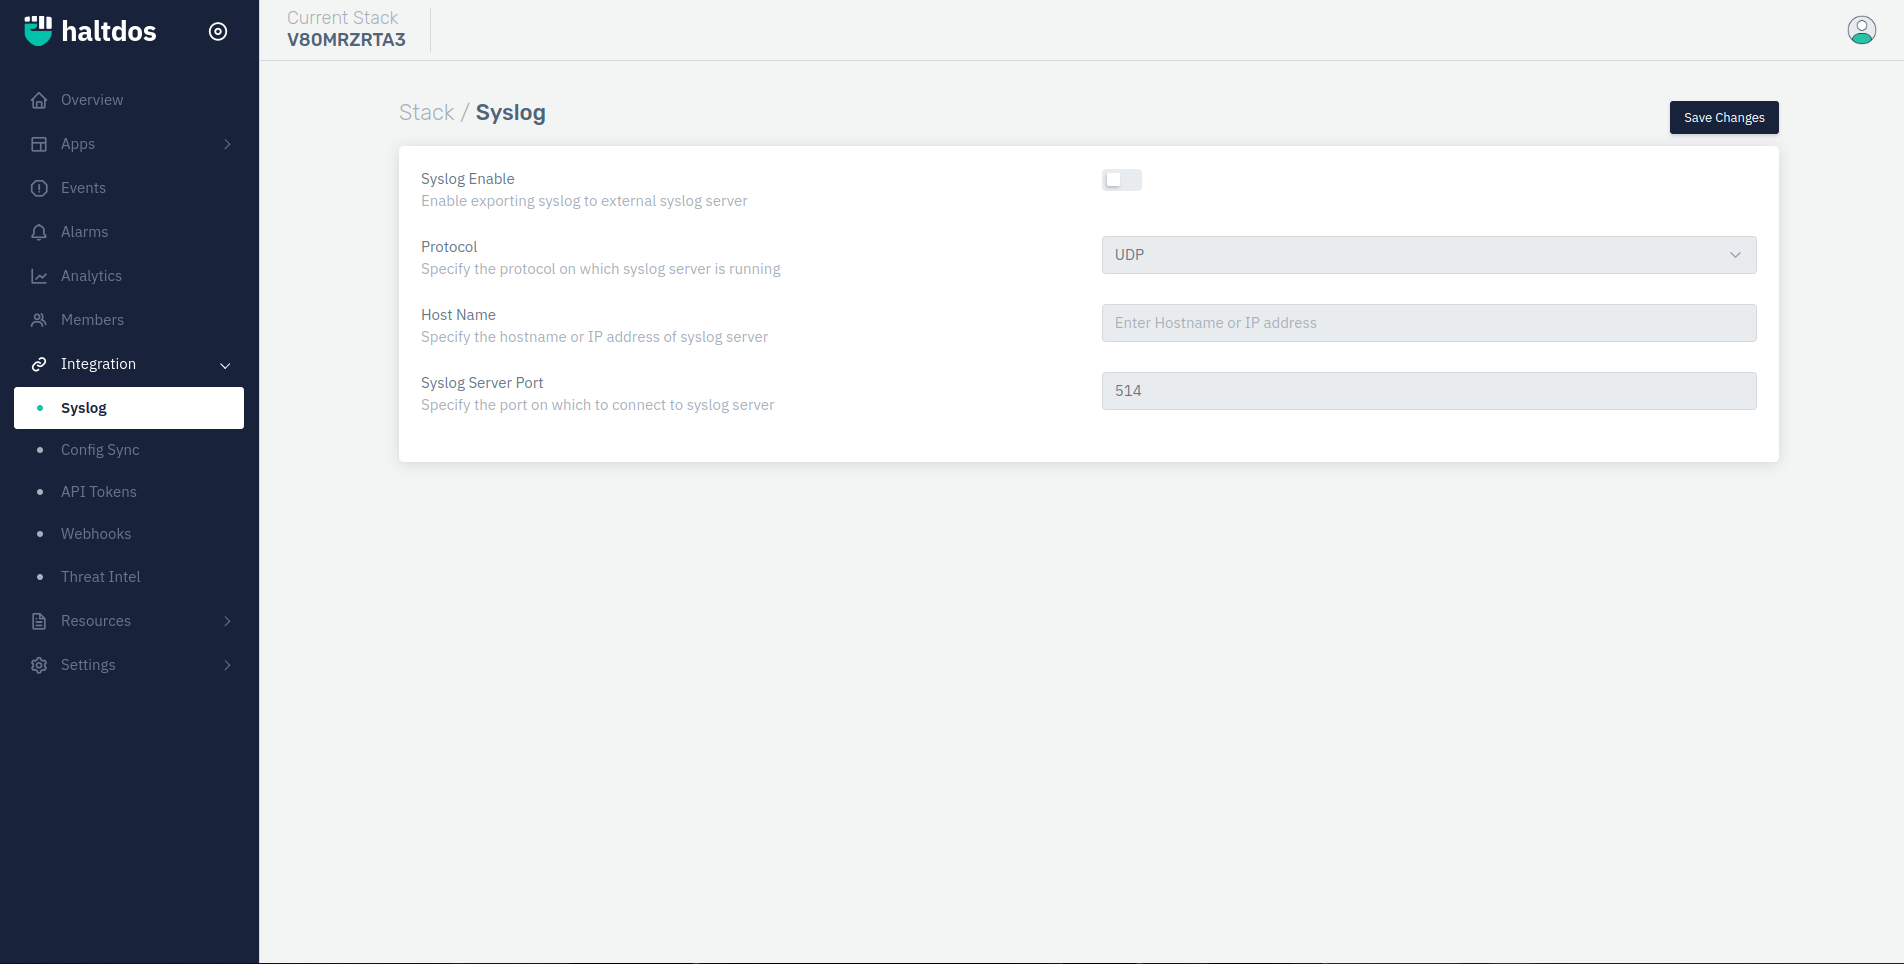 haltdos
Current Stack
V80MRZRTA3
Overview
Apps
Events
Alarms
Analytics
Members
Integration
Syslog
Config Sync
API Tokens
Webhooks
Threat Intel
Resources
Settings
Stack / Syslog
Save Changes
Syslog Enable
Enable exporting syslog to external syslog server
Protocol
Specify the protocol on which syslog server is running
UDP
Host Name
Specify the hostname or IP address of syslog server
Enter Hostname or IP address
Syslog Server Port
Specify the port on which to connect to syslog server
514